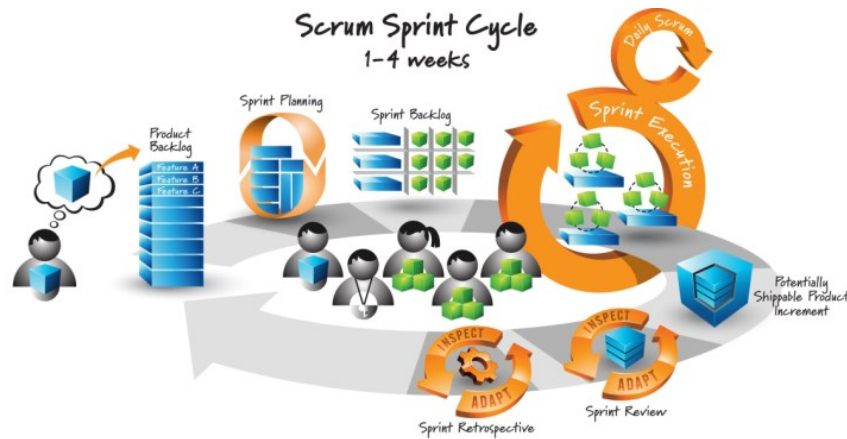 Scrum Sprint Cycle
1-4 weeks
Daily Scrum
Sprint Execution
Sprint Planning
Sprint Backlog
Product
Backlog
Feature A
Feature B
Feature C
Potentially
Shippable Product
Increment
INSPECT
ADAPT
Sprint Retrospective
INSPECT
ADAPT
Sprint Review